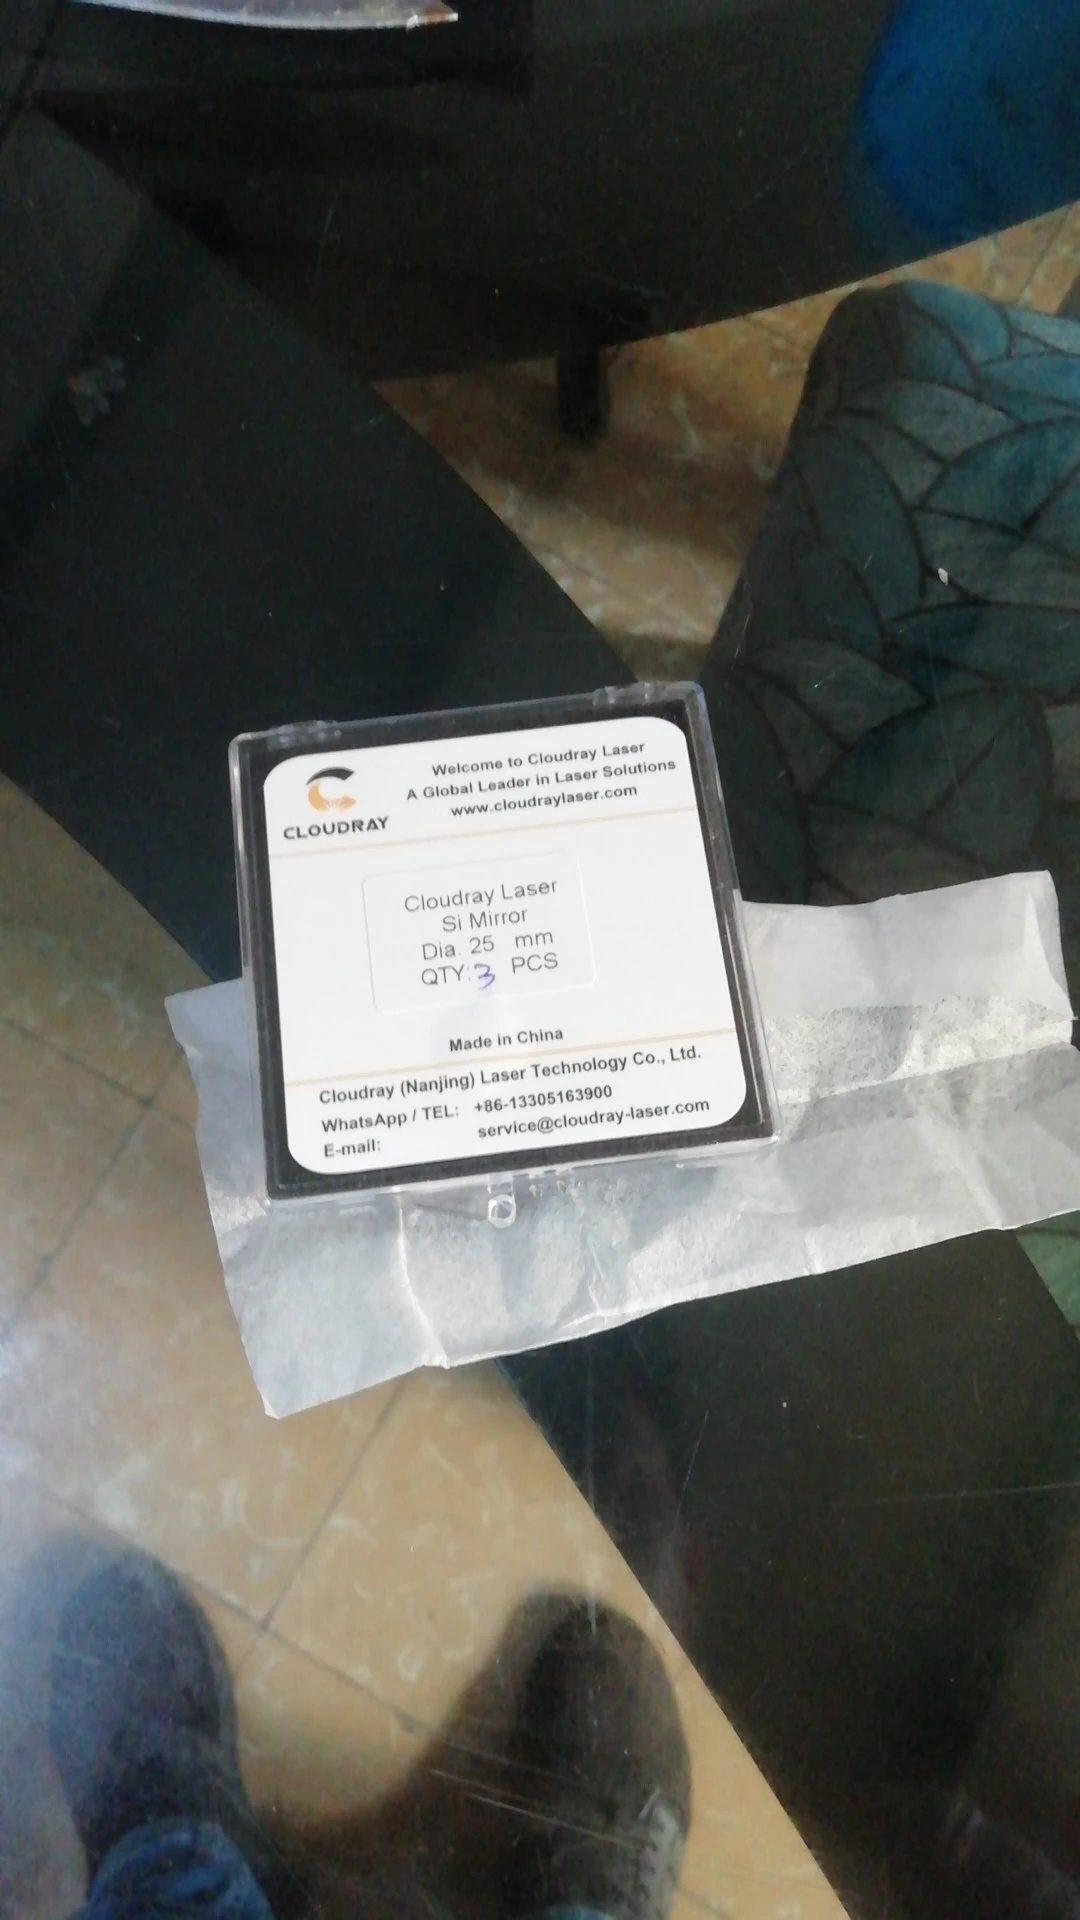 Welcome to Cloudray Laser
A Global Leader in Laser Solutions
www.cloudraylaser.com
CLOUDRAY
Cloudray Laser
Si Mirror
Dia. 25 mm
QTY: 3 PCS
Made in China
Cloudray (Nanjing) Laser Technology Co., Ltd.
WhatsApp / TEL: +86-13305163900
E-mail: service@cloudray-laser.com